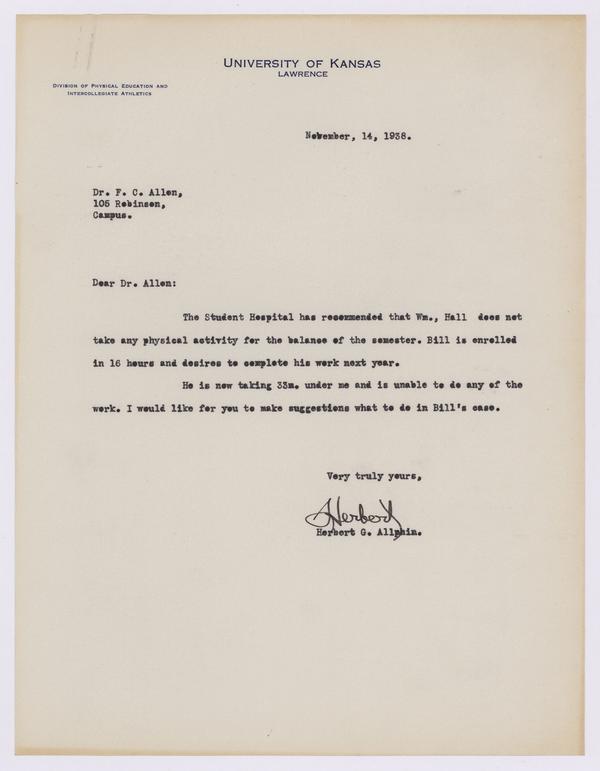 UNIVERSITY OF KANSAS
LAWRENCE
DIVISION OF PHYSICAL EDUCATION AND
INTERCOLLEGIATE ATHLETICS
November, 14, 1938.
Dr. F. C. Allen,
105 Robinson,
Campus.
Dear Dr. Allen:
The Student Hospital has recommended that Wm., Hall does not
take any physical activity for the balance of the semester. Bill is enrolled
in 16 hours and desires to complete his work next year.
He is now taking 33m. under me and is unable to do any of the
work. I would like for you to make suggestions what to do in Bill's case.
Very truly yours,
Herbert
Herbert G. Allphin.